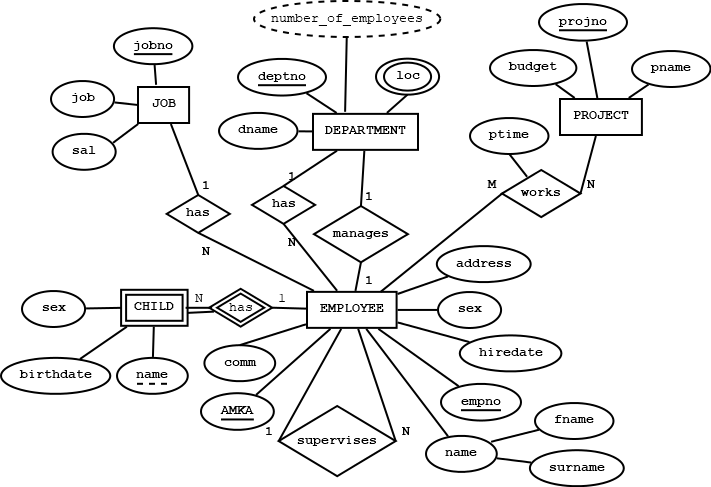 number_of_employees
projno
jobno
deptno
loc
budget
pname
job
JOB
PROJECT
dname
DEPARTMENT
ptime
sal
1
1
M
N
works
has
has
1
manages
N
N
address
1
sex
CHILD
N
has
1
EMPLOYEE
sex
hiredate
birthdate
name
comm
empno
AMKA
fname
1
supervises
N
name
surname